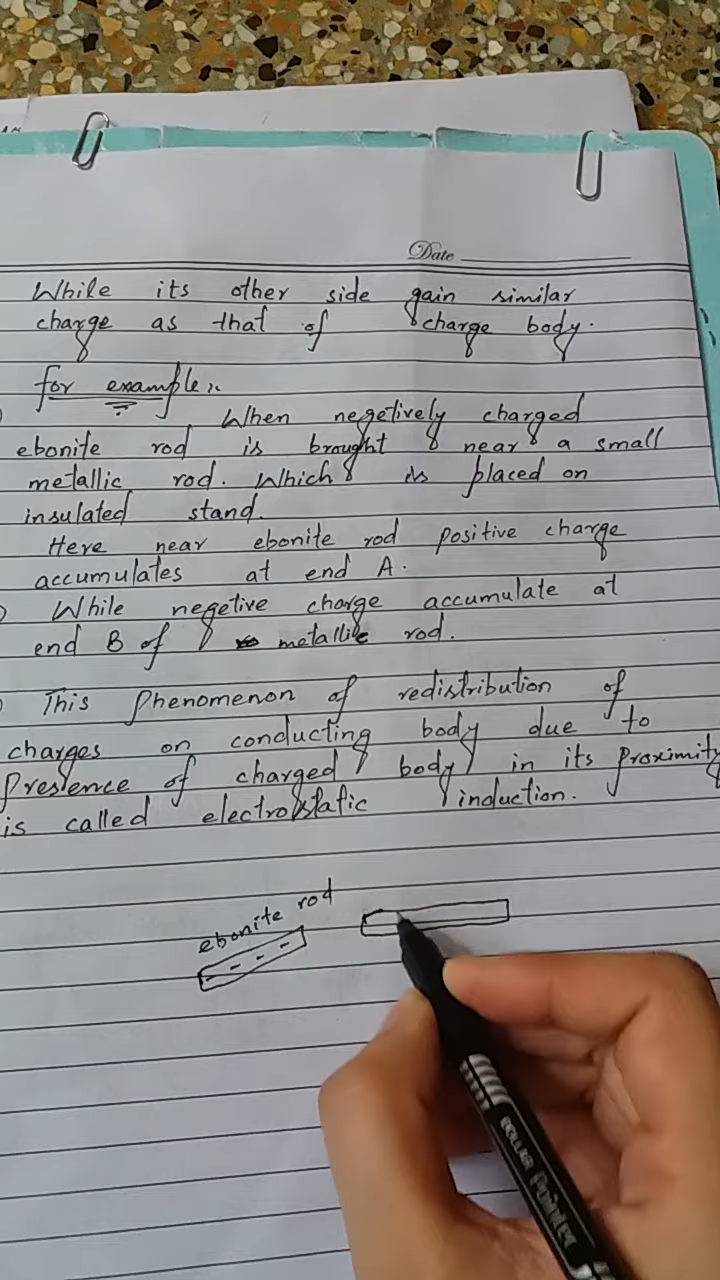 Date
While its other side gain similar
charge as that of charge body.
for example:
When negetively charged
ebonite rod is brought near a small
metallic rod. Which is placed on
insulated stand.
Here near ebonite rod positive charge
accumulates at end A.
While negetive charge accumulate at
end B of metallic rod.
This Phenomenon of redistribution of
charges on conducting body due to
Presence of charged body in its Proximity
is called electrostatic induction.
ebonite rod
DOLLAR Pointer